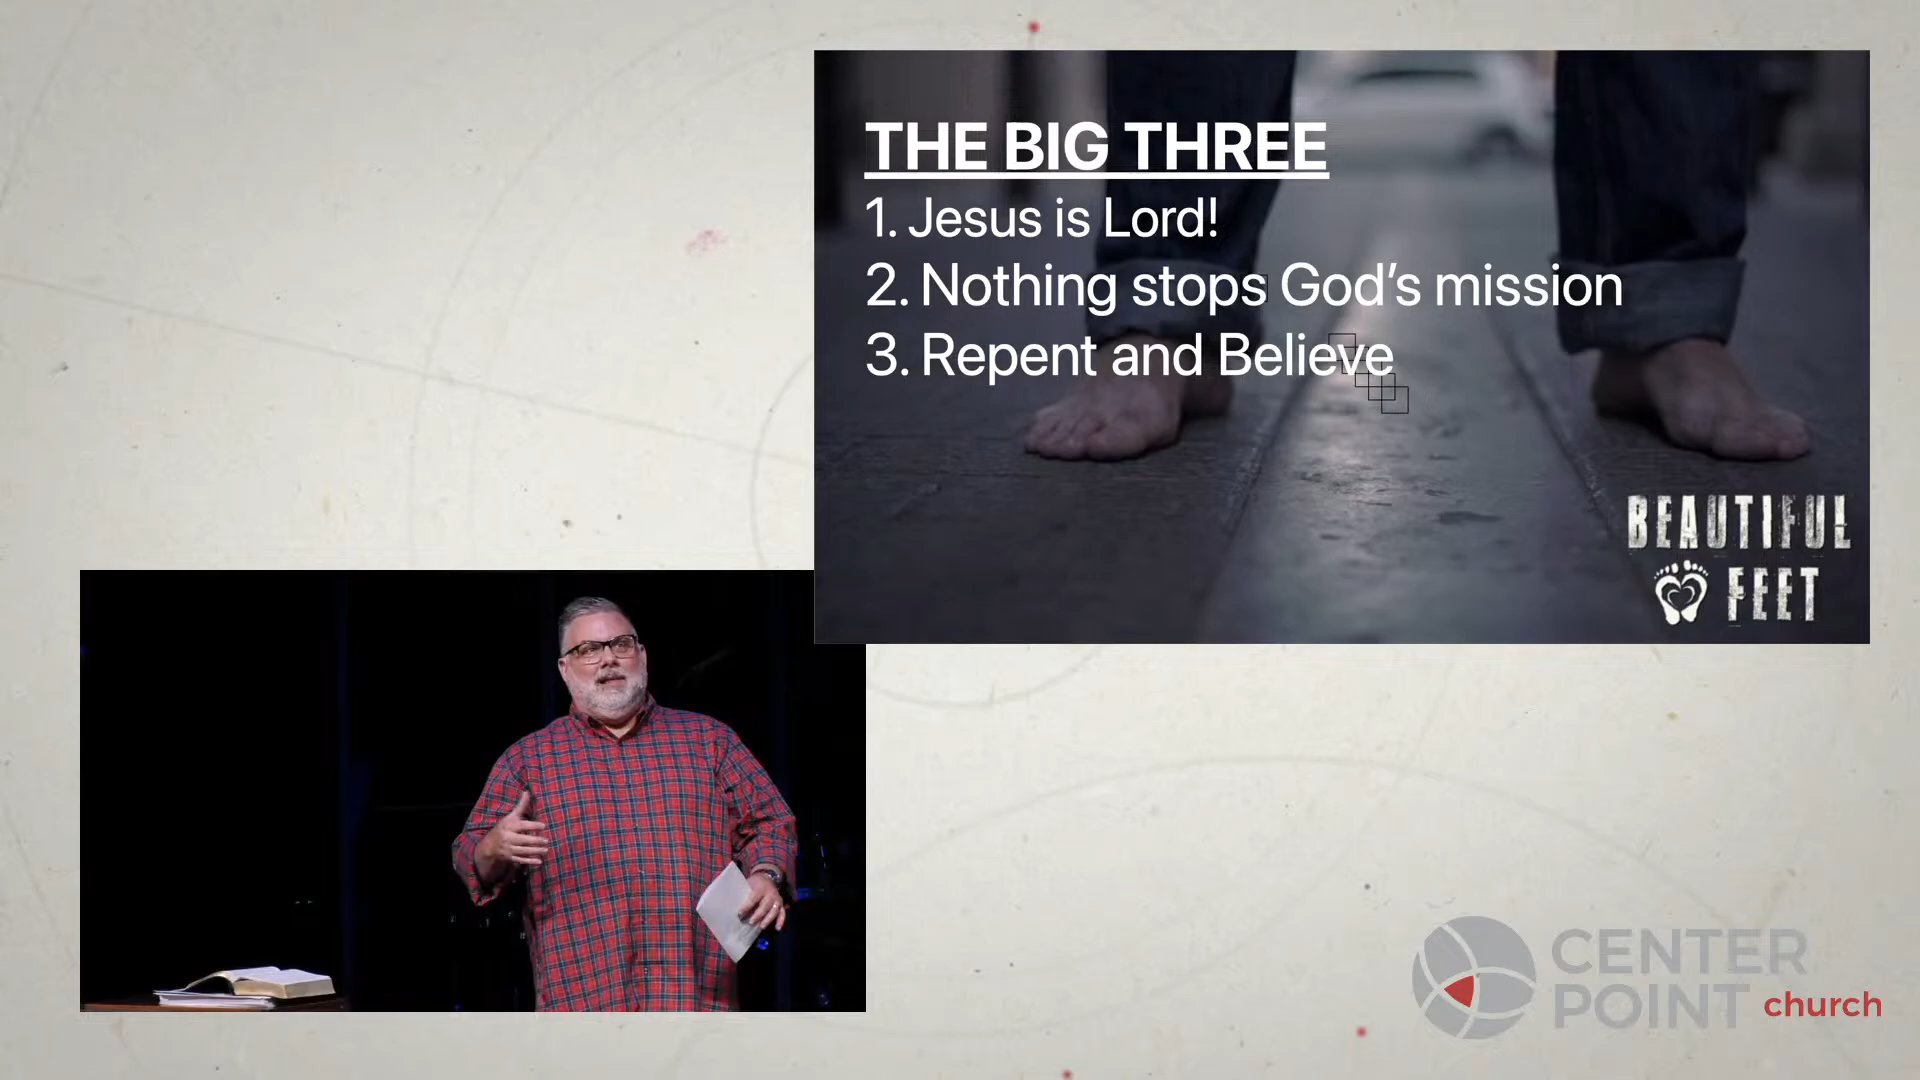 THE BIG THREE
1. Jesus is Lord!
2. Nothing stops God's mission
3. Repent and Believe
BEAUTIFUL
FEET
CENTER
POINT church